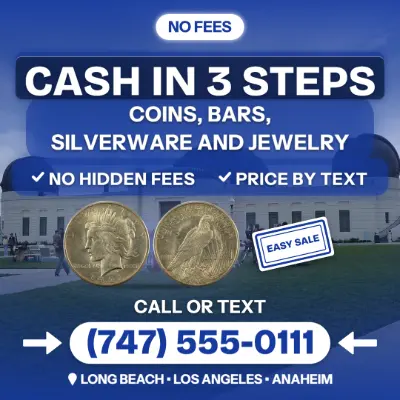 NO FEES
CASH IN 3 STEPS
COINS, BARS,
SILVERWARE AND JEWELRY
NO HIDDEN FEES
PRICE BY TEXT
EASY SALE
CALL OR TEXT
(747) 555-0111
LONG BEACH • LOS ANGELES • ANAHEIM